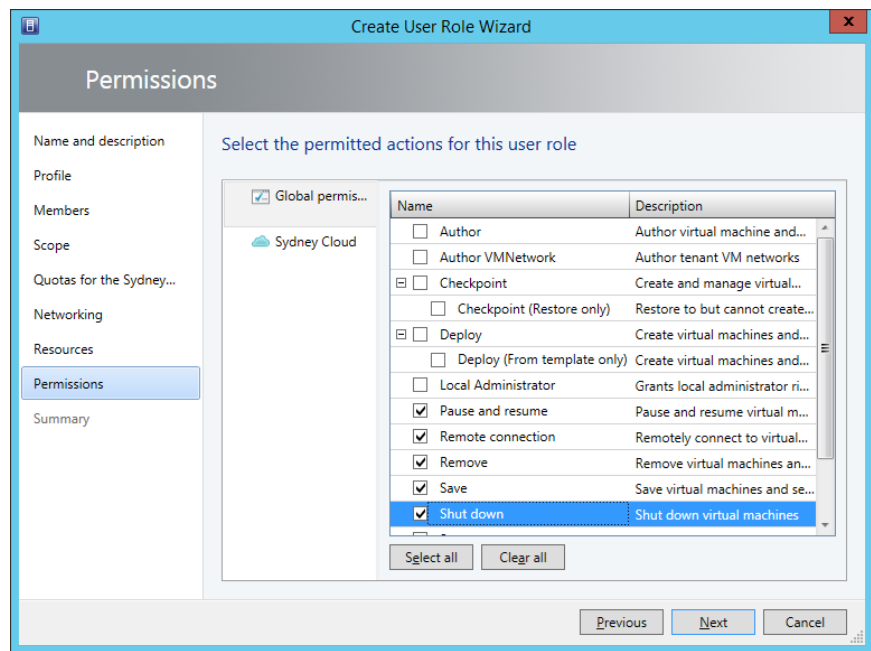 Create User Role Wizard
x
Permissions
Name and description
Profile
Members
Scope
Quotas for the Sydney...
Networking
Resources
Permissions
Summary
Select the permitted actions for this user role
Global permis...
Sydney Cloud
Name Description
Author Author virtual machine and...
Author VMNetwork Author tenant VM networks
Checkpoint Create and manage virtual...
Checkpoint (Restore only) Restore to but cannot create...
Deploy Create virtual machines and...
Deploy (From template only) Create virtual machines and...
Local Administrator Grants local administrator ri...
Pause and resume Pause and resume virtual m...
Remote connection Remotely connect to virtual...
Remove Remove virtual machines an...
Save Save virtual machines and se...
Shut down Shut down virtual machines
Select all Clear all
Previous Next Cancel